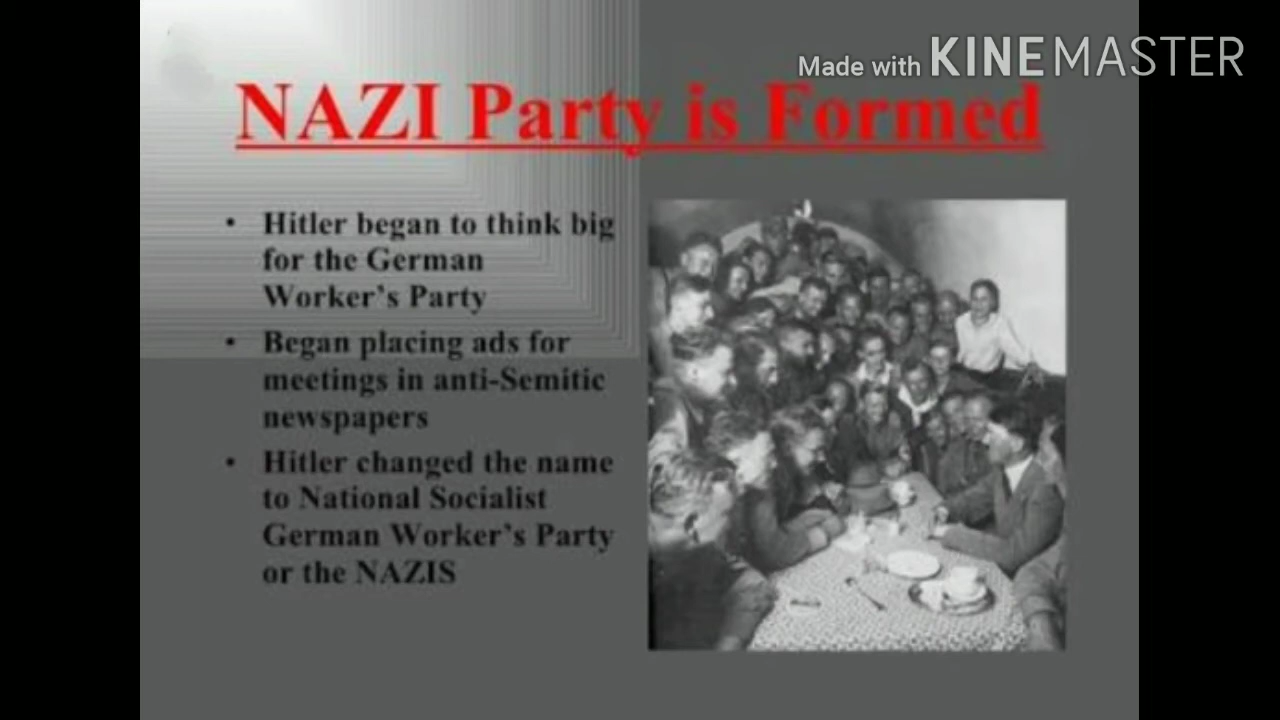 Made with KINEMASTER
NAZI Party is Formed
• Hitler began to think big
for the German
Worker's Party
• Began placing ads for
meetings in anti-Semitic
newspapers
• Hitler changed the name
to National Socialist
German Worker's Party
or the NAZIS